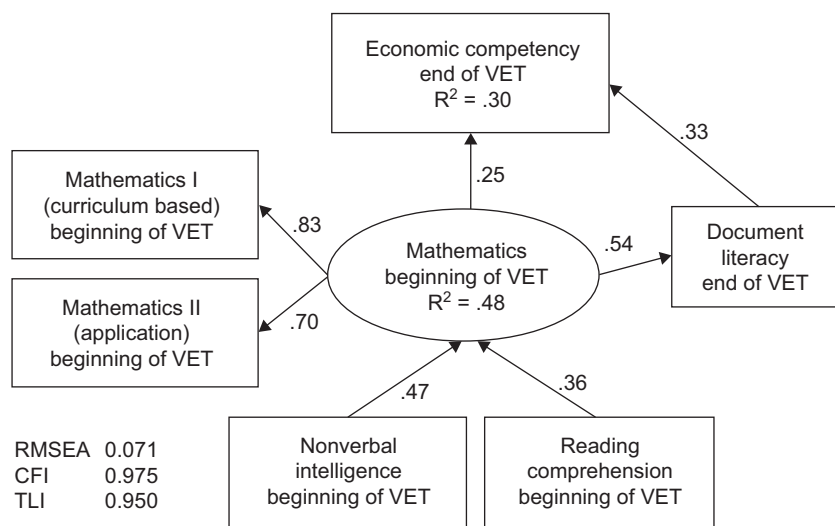 Economic competency
end of VET
R² = .30
.33
.25
Mathematics I
(curriculum based)
beginning of VET
.83
Mathematics
beginning of VET
R² = .48
.54
Document
literacy
end of VET
Mathematics II
(application)
beginning of VET
.70
.47
.36
RMSEA 0.071
CFI 0.975
TLI 0.950
Nonverbal
intelligence
beginning of VET
Reading
comprehension
beginning of VET